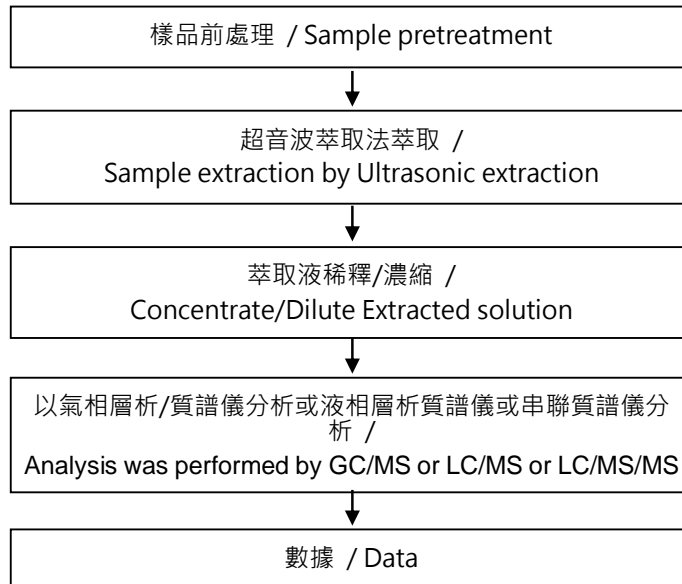 樣品前處理 / Sample pretreatment
超音波萃取法萃取 /
Sample extraction by Ultrasonic extraction
萃取液稀釋/濃縮 /
Concentrate/Dilute Extracted solution
以氣相層析/質譜儀分析或液相層析質譜儀或串聯質譜儀分
析 /
Analysis was performed by GC/MS or LC/MS or LC/MS/MS
數據 / Data